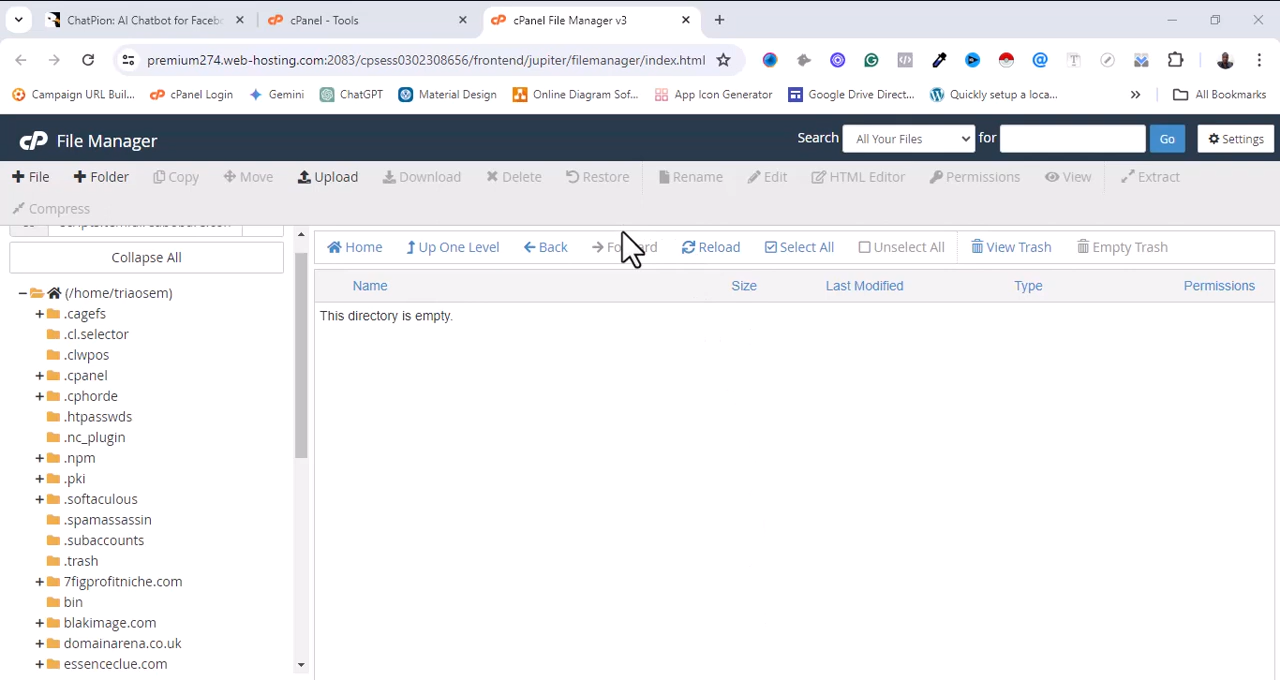 ChatPion: AI Chatbot for Facebo
cPanel - Tools
cPanel File Manager v3
premium274.web-hosting.com:2083/cpsess0302308656/frontend/jupiter/filemanager/index.html
Campaign URL Buil...
cPanel Login
Gemini
ChatGPT
Material Design
Online Diagram Sof...
App Icon Generator
Google Drive Direct...
Quickly setup a loca...
»
All Bookmarks
cP File Manager
Search
All Your Files
for
Go
Settings
+ File
+ Folder
Copy
Move
Upload
Download
Delete
Restore
Rename
Edit
HTML Editor
Permissions
View
Extract
Compress
Collapse All
Home
Up One Level
Back
Reload
Select All
Unselect All
View Trash
Empty Trash
Name
Size
Last Modified
Type
Permissions
This directory is empty.
(/home/triaosem)
.cagefs
.cl.selector
.clwpos
.cpanel
.cphorde
.htpasswds
.nc_plugin
.npm
.pki
.softaculous
.spamassassin
.subaccounts
.trash
7figprofitniche.com
bin
blakimage.com
domainarena.co.uk
essenceclue.com